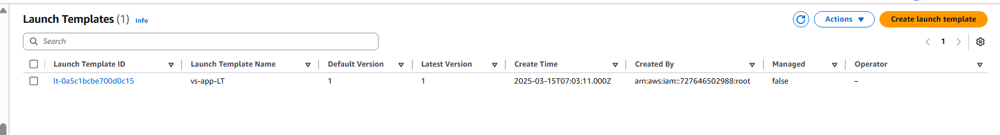 Launch Templates (1) Info
Actions
Create launch template
Search
1
Launch Template ID Launch Template Name Default Version Latest Version Create Time Created By Managed Operator
lt-0a5c1bcbe700d0c15 vs-app-LT 1 1 2025-03-15T07:03:11.000Z arn:aws:iam::727646502988:root false –